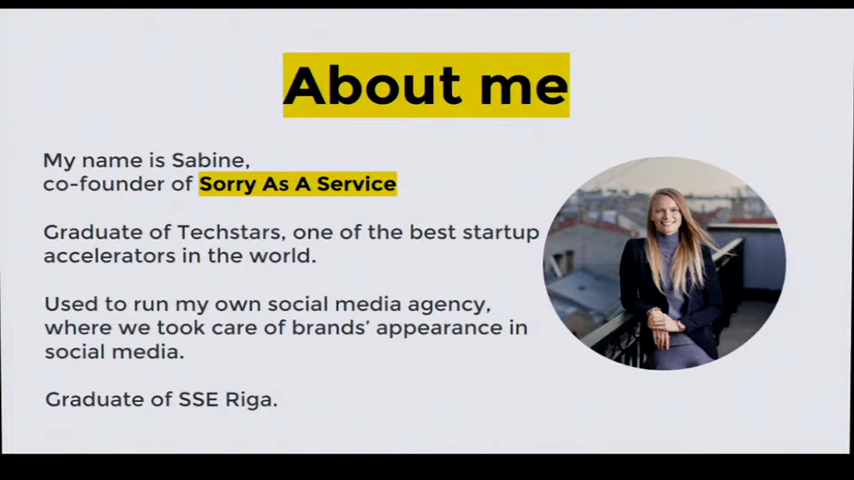 About me
My name is Sabine,
co-founder of Sorry As A Service
Graduate of Techstars, one of the best startup
accelerators in the world.
Used to run my own social media agency,
where we took care of brands’ appearance in
social media.
Graduate of SSE Riga.